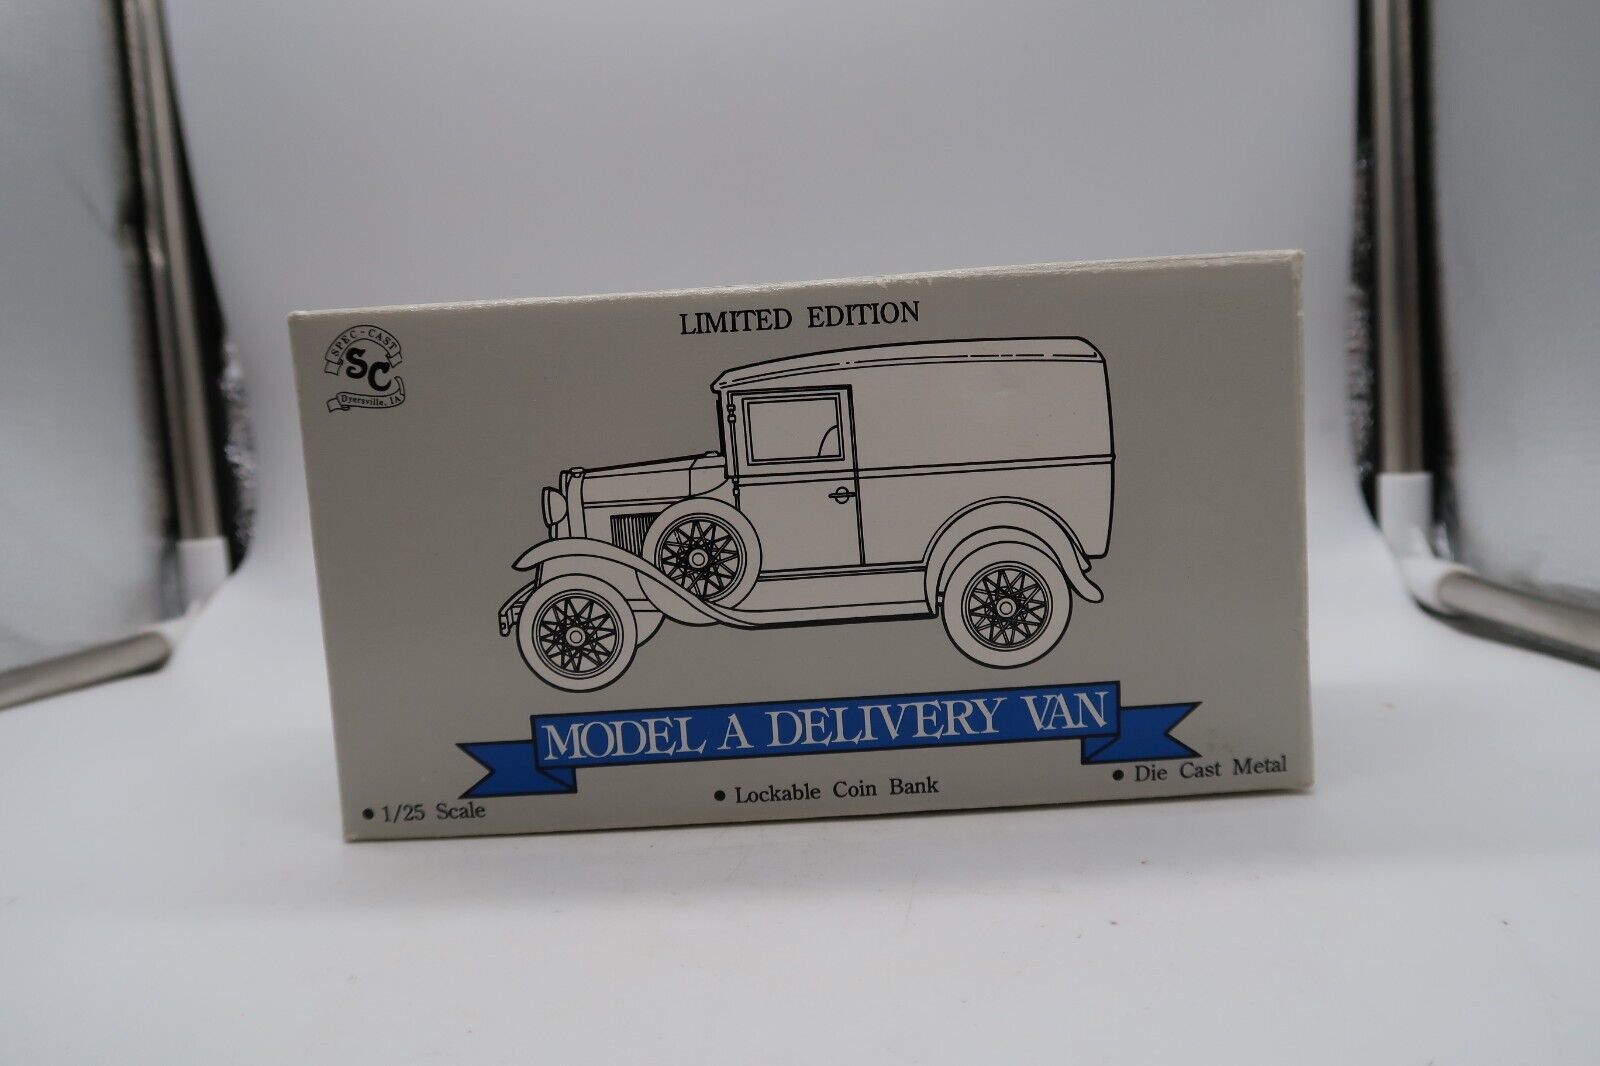 LIMITED EDITION
SPEC-CAST
SC
Dyersville, IA
MODEL A DELIVERY VAN
• 1/25 Scale
• Lockable Coin Bank
• Die Cast Metal